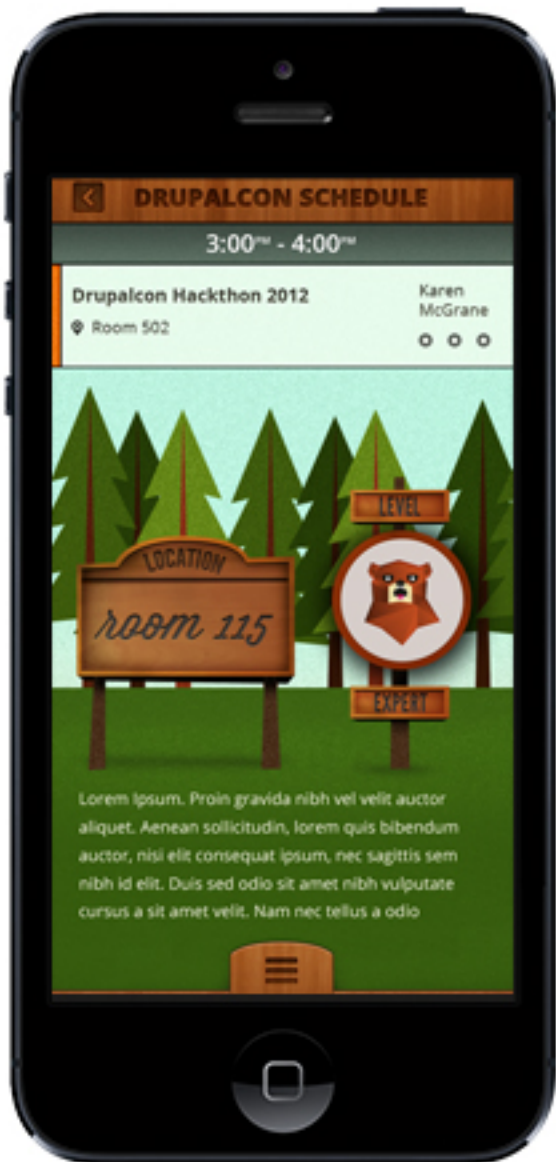 DRUPALCON SCHEDULE
3:00PM - 4:00PM
Drupalcon Hackthon 2012
Room 502
Karen
McGrane
LEVEL
LOCATION
room 115
EXPERT
Lorem Ipsum. Proin gravida nibh vel velit auctor
aliquet. Aenean sollicitudin, lorem quis bibendum
auctor, nisi elit consequat ipsum, nec sagittis sem
nibh id elit. Duis sed odio sit amet nibh vulputate
cursus a sit amet velit. Nam nec tellus a odio